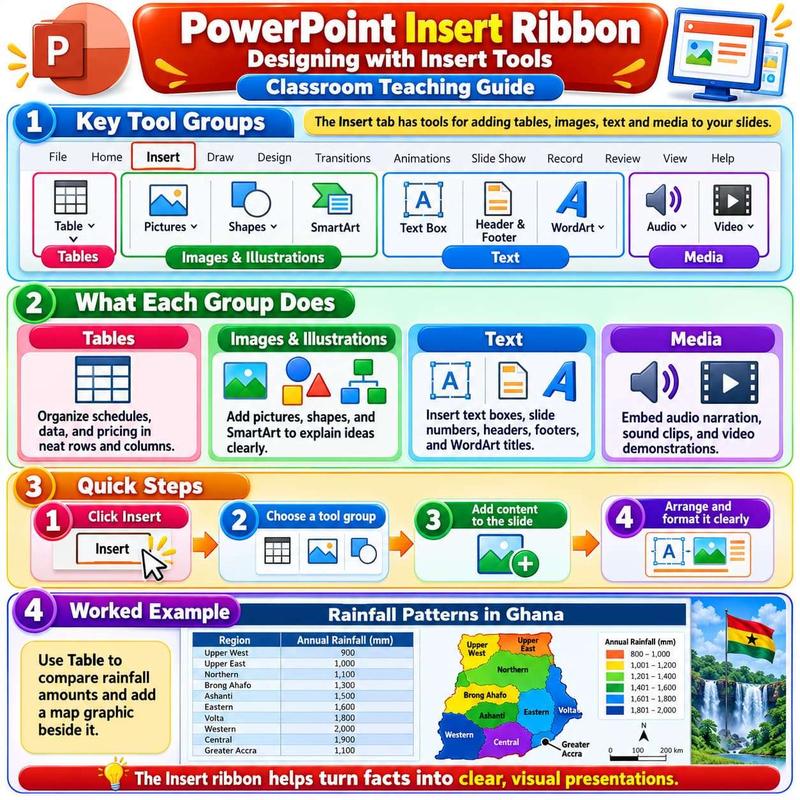 P
PowerPoint Insert Ribbon
Designing with Insert Tools
Classroom Teaching Guide
1 Key Tool Groups
The Insert tab has tools for adding tables, images, text and media to your slides.
File Home Insert Draw Design Transitions Animations Slide Show Record Review View Help
Table
Pictures
Shapes
SmartArt
A
Text Box
Header &
Footer
A
WordArt
Audio
Video
Tables
Images & Illustrations
Text
Media
2 What Each Group Does
Tables
Organize schedules,
data, and pricing in
neat rows and columns.
Images & Illustrations
Add pictures, shapes, and
SmartArt to explain ideas
clearly.
Text
A
A
Insert text boxes, slide
numbers, headers, footers,
and WordArt titles.
Media
Embed audio narration,
sound clips, and video
demonstrations.
3 Quick Steps
1 Click Insert
Insert
2 Choose a tool group
3 Add content
to the slide
4 Arrange and
format it clearly
A
4 Worked Example
Use Table to
compare rainfall
amounts and add
a map graphic
beside it.
Rainfall Patterns in Ghana
Region Annual Rainfall (mm)
Upper West 900
Upper East 1,000
Northern 1,100
Brong Ahafo 1,300
Ashanti 1,500
Eastern 1,600
Volta 1,800
Western 2,000
Central 1,900
Greater Accra 1,100
Upper
West
Upper
East
Northern
Brong Ahafo
Ashanti
Eastern
Volta
Western
Central
Greater
Accra
Annual Rainfall (mm)
800 – 1,000
1,001 – 1,200
1,201 – 1,400
1,401 – 1,600
1,601 – 1,800
1,801 – 2,000
N
0 100 200 km
The Insert ribbon helps turn facts into clear, visual presentations.